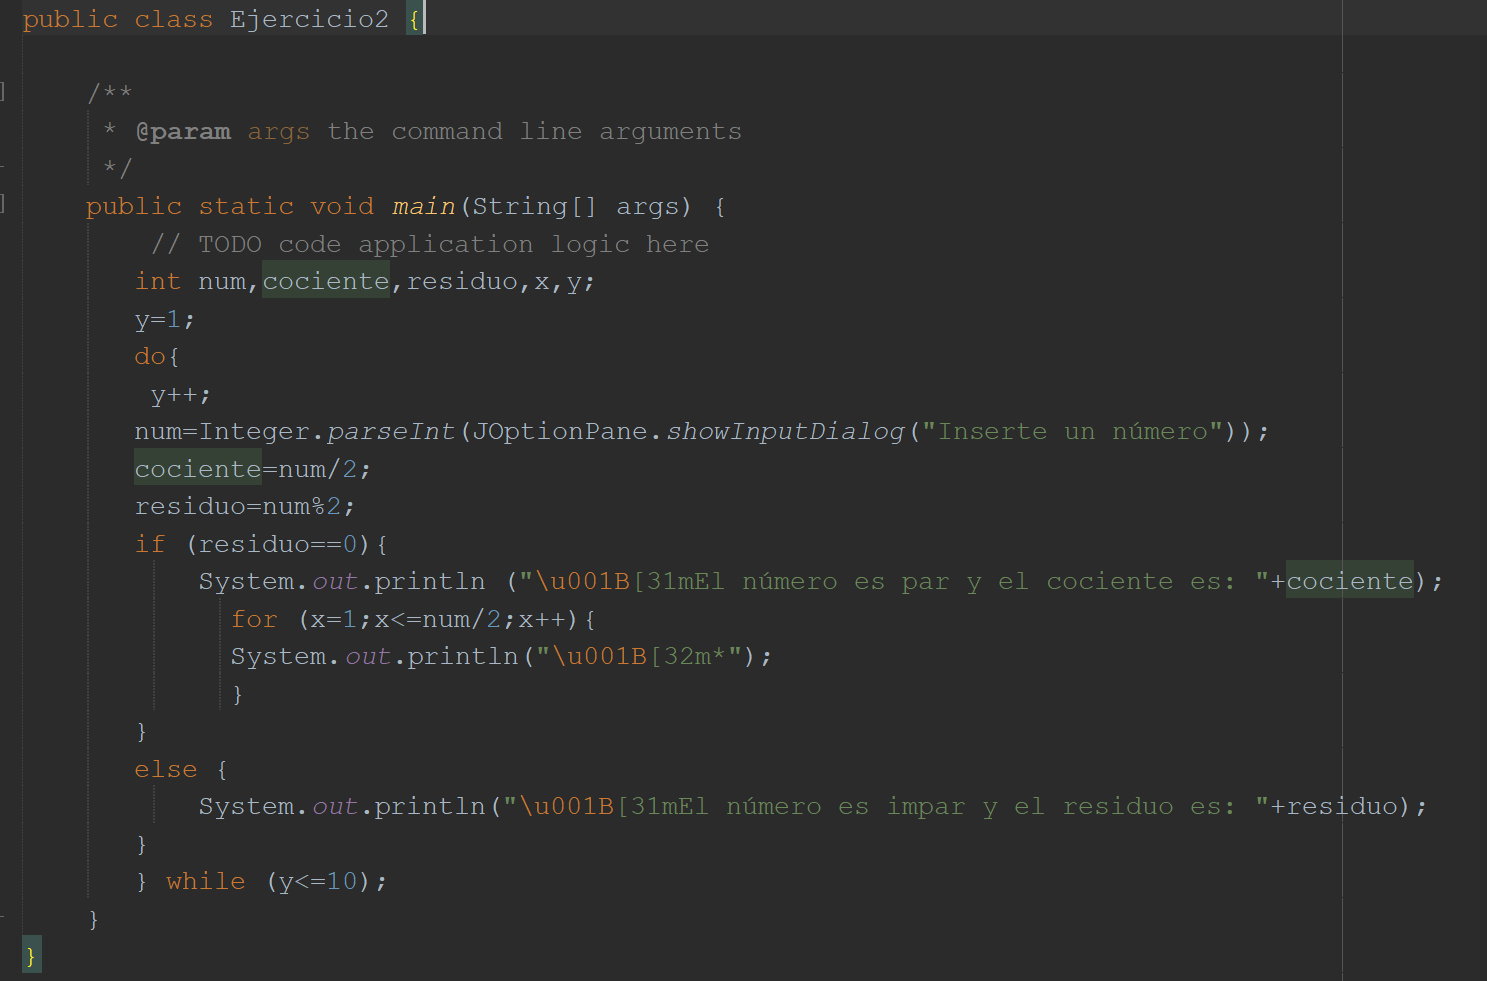 public class Ejercicio2 {
/**
* @param args the command line arguments
*/
public static void main(String[] args) {
// TODO code application logic here
int num,cociente,residuo,x,y;
y=1;
do{
y++;
num=Integer.parseInt(JOptionPane.showInputDialog("Inserte un número"));
cociente=num/2;
residuo=num%2;
if (residuo==0){
System.out.println ("\u001B[31mEl número es par y el cociente es: "+cociente);
for (x=1;x<=num/2;x++){
System.out.println("\u001B[32m*");
}
}
else {
System.out.println("\u001B[31mEl número es impar y el residuo es: "+residuo);
}
} while (y<=10);
}
}